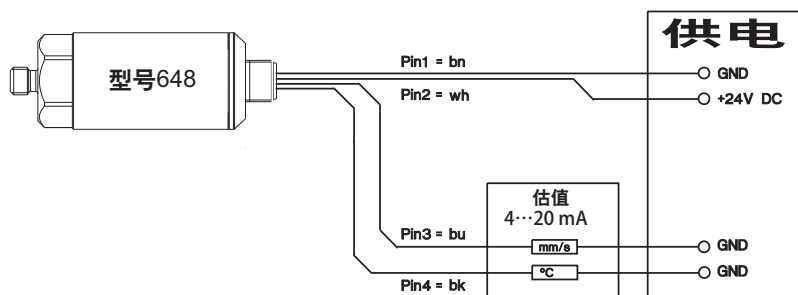 供电
型号648
Pin1 = bn
GND
Pin2 = wh
+24V DC
估值
4…20 mA
Pin3 = bu
mm/s
GND
Pin4 = bk
°C
GND